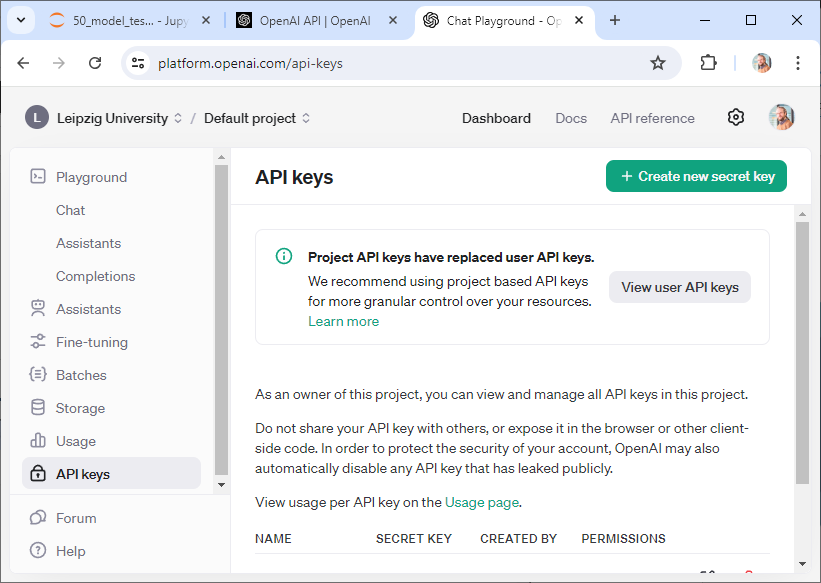 50_model_tes... - Jupy
OpenAI API | OpenAI
Chat Playground - Op
platform.openai.com/api-keys
L Leipzig University / Default project
Dashboard Docs API reference
Playground
Chat
Assistants
Completions
Assistants
Fine-tuning
Batches
Storage
Usage
API keys
Forum
Help
API keys
+ Create new secret key
Project API keys have replaced user API keys.
We recommend using project based API keys
for more granular control over your resources.
Learn more
View user API keys
As an owner of this project, you can view and manage all API keys in this project.
Do not share your API key with others, or expose it in the browser or other client-
side code. In order to protect the security of your account, OpenAI may also
automatically disable any API key that has leaked publicly.
View usage per API key on the Usage page.
NAME SECRET KEY CREATED BY PERMISSIONS